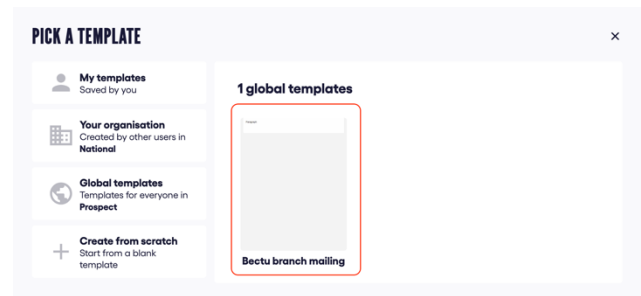 PICK A TEMPLATE
My templates
Saved by you
Your organisation
Created by other users in
National
Global templates
Templates for everyone in
Prospect
Create from scratch
Start from a blank
template
1 global templates
Bectu branch mailing